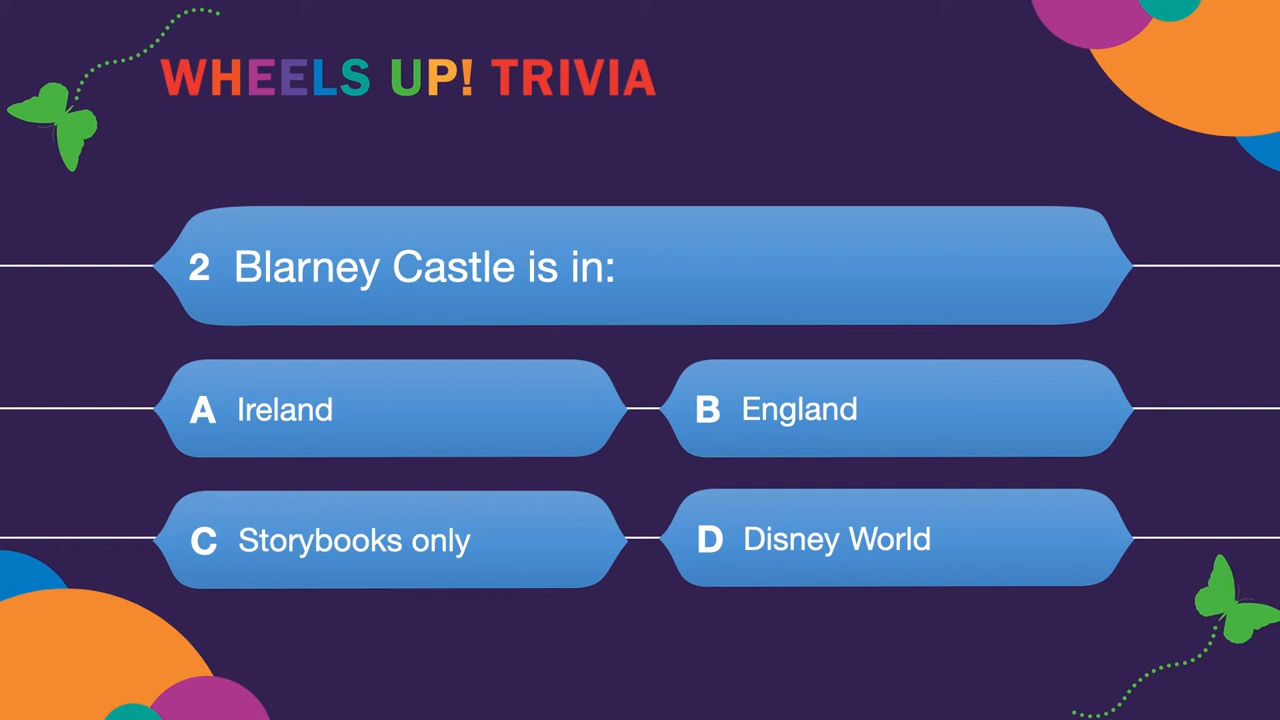 WHEELS UP! TRIVIA
2 Blarney Castle is in:
A Ireland
B England
C Storybooks only
D Disney World